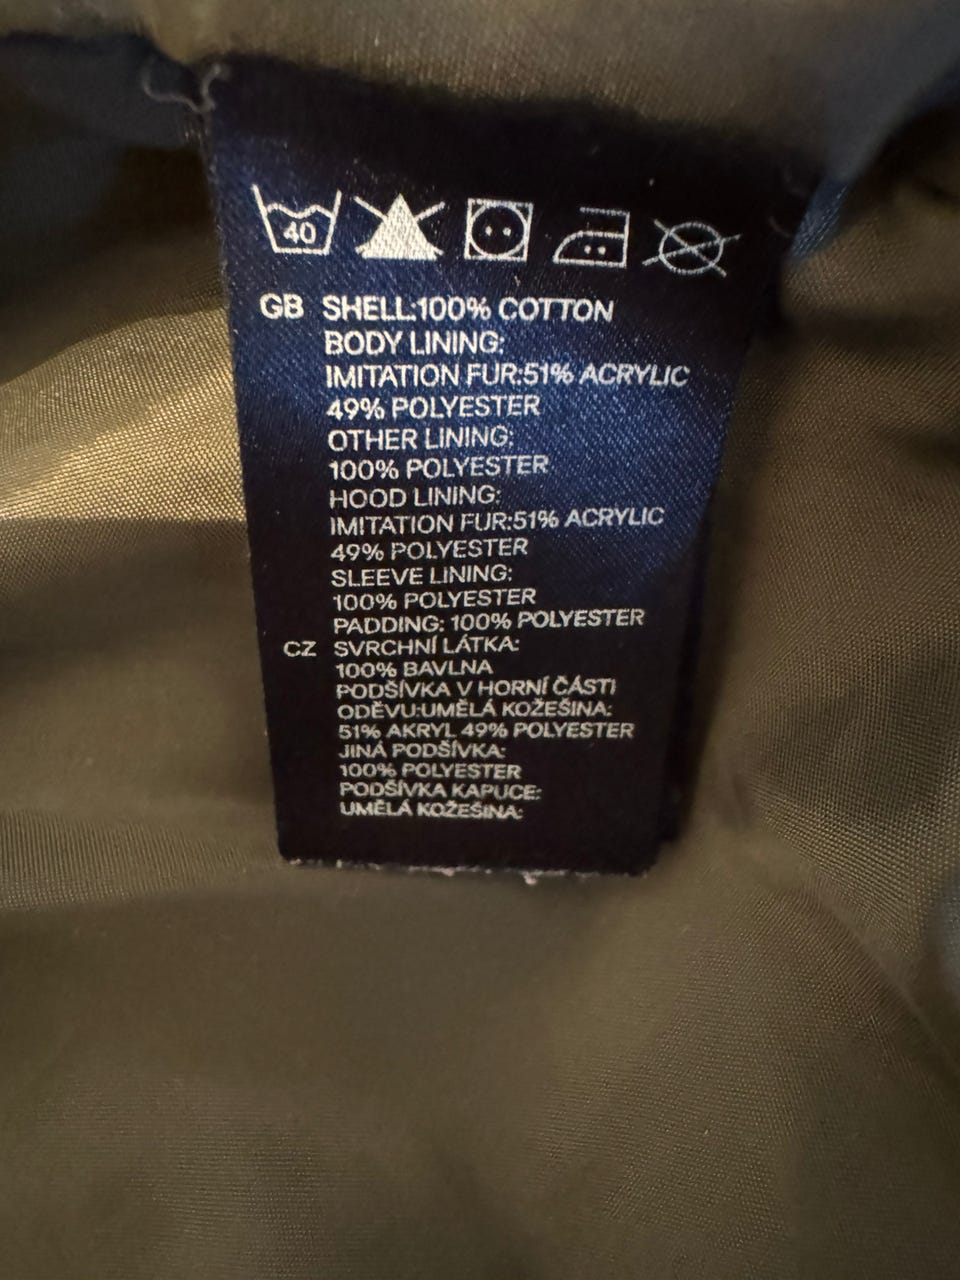 40
GB SHELL:100% COTTON
BODY LINING:
IMITATION FUR:51% ACRYLIC
49% POLYESTER
OTHER LINING:
100% POLYESTER
HOOD LINING:
IMITATION FUR:51% ACRYLIC
49% POLYESTER
SLEEVE LINING:
100% POLYESTER
PADDING: 100% POLYESTER
CZ SVRCHNÍ LÁTKA:
100% BAVLNA
PODŠÍVKA V HORNÍ ČÁSTI
ODĚVU:UMĚLÁ KOŽEŠINA:
51% AKRYL 49% POLYESTER
JINÁ PODŠÍVKA:
100% POLYESTER
PODŠÍVKA KAPUCE:
UMĚLÁ KOŽEŠINA: